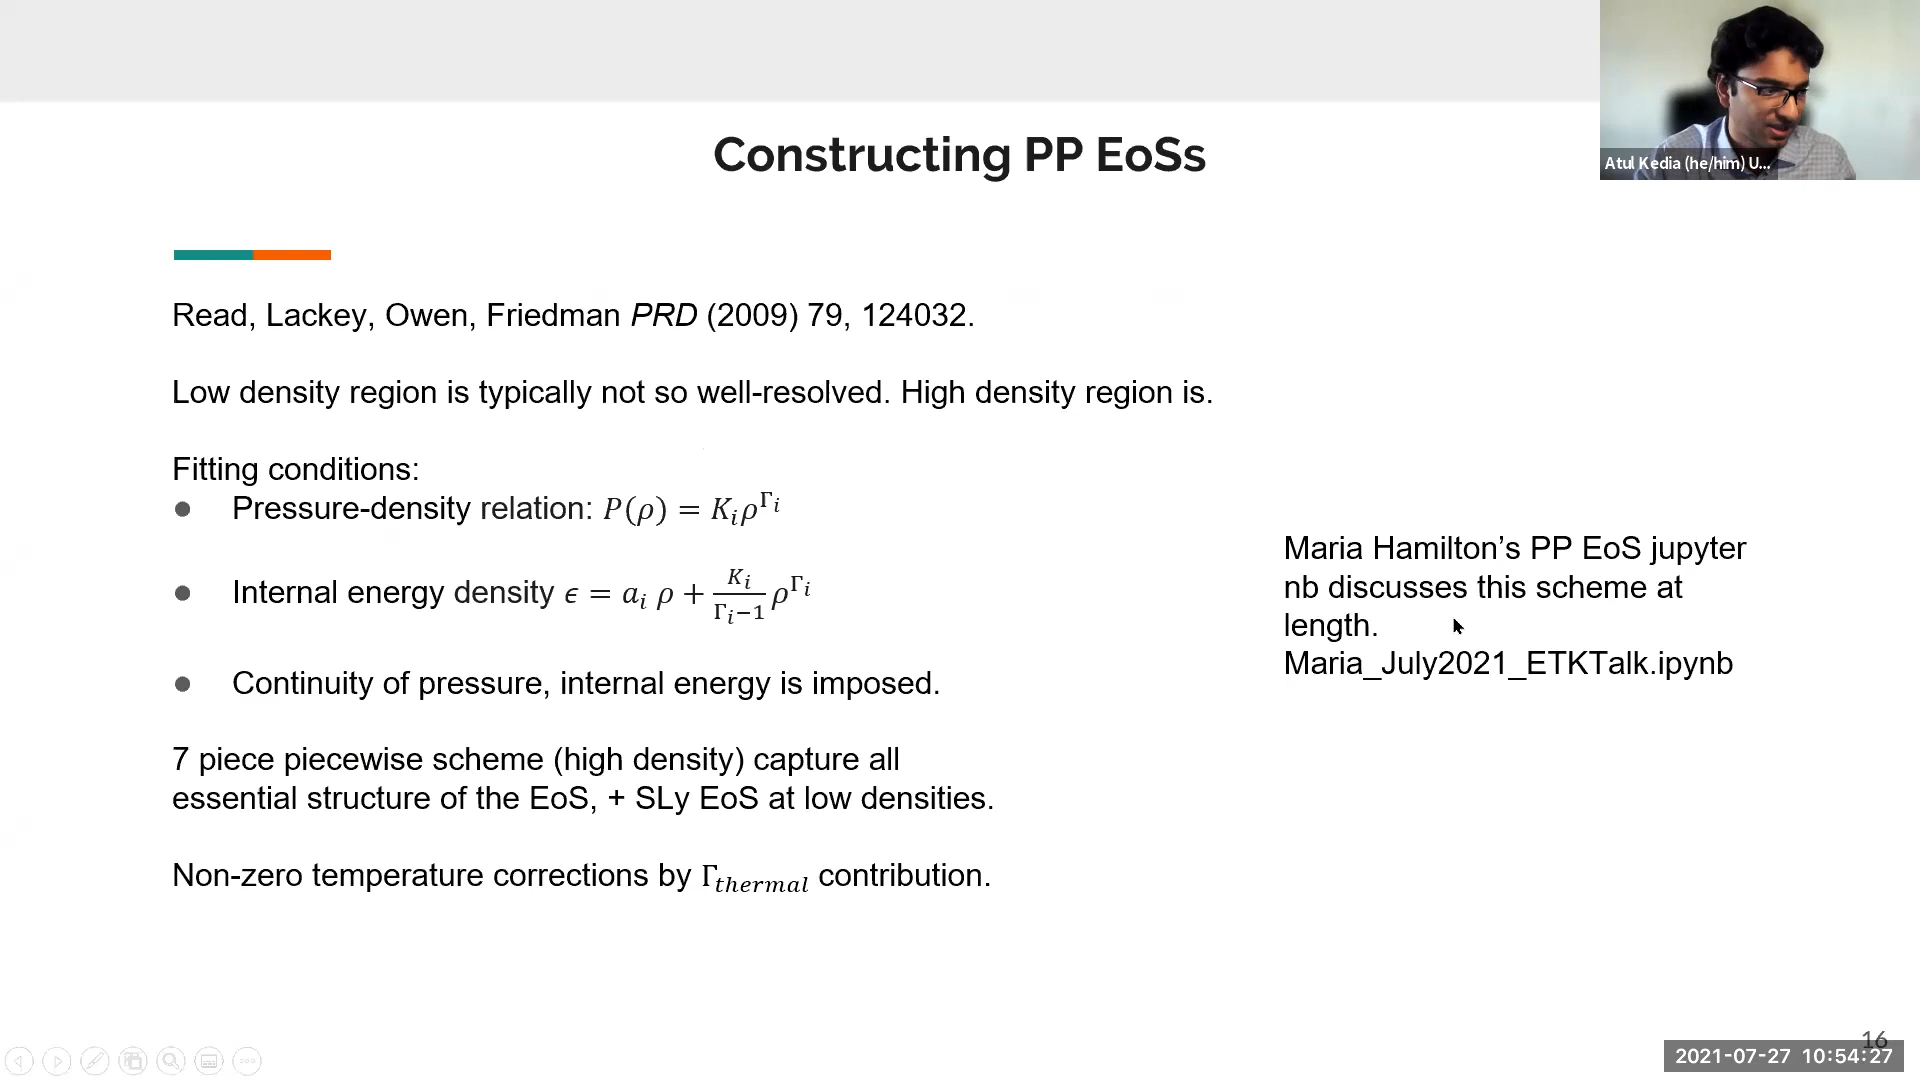 Constructing PP EoSs
Atul Kedia (he/him) U...
Read, Lackey, Owen, Friedman PRD (2009) 79, 124032.
Low density region is typically not so well-resolved. High density region is.
Fitting conditions:
● Pressure-density relation: P(ρ) = K_i ρ^{Γ_i}
● Internal energy density ϵ = a_i ρ + \frac{K_i}{Γ_i−1} ρ^{Γ_i}
● Continuity of pressure, internal energy is imposed.
7 piece piecewise scheme (high density) capture all
essential structure of the EoS, + SLy EoS at low densities.
Non-zero temperature corrections by Γ_{thermal} contribution.
Maria Hamilton’s PP EoS jupyter
nb discusses this scheme at
length.
Maria_July2021_ETKTalk.ipynb
16
2021-07-27 10:54:27